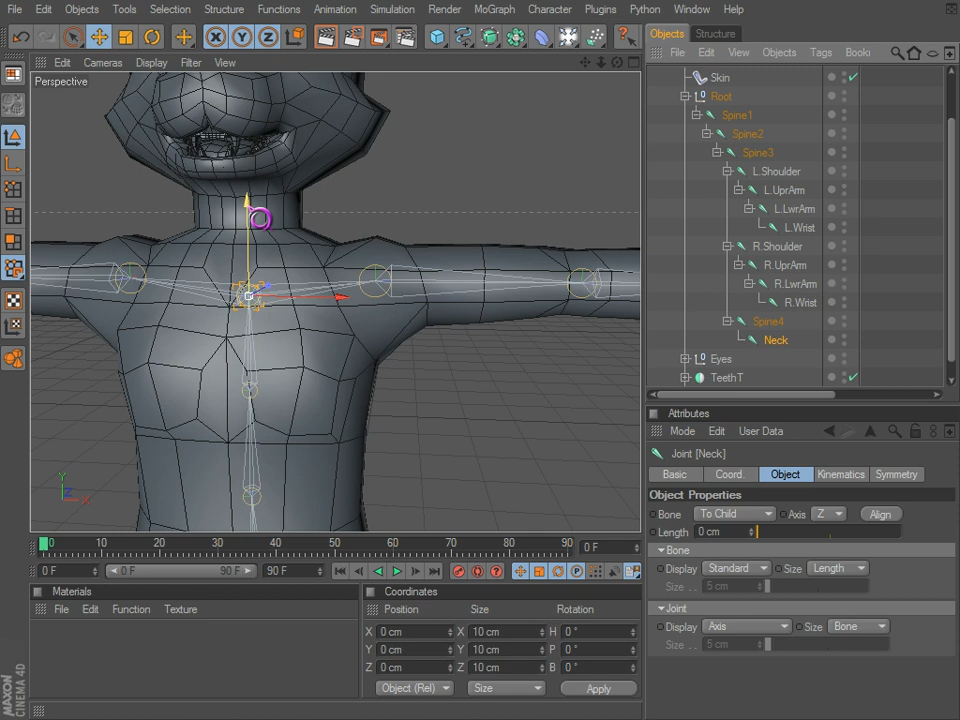 File Edit Objects Tools Selection Structure Functions Animation Simulation Render MoGraph Character Plugins Python Window Help
X Y Z
Edit Cameras Display Filter View
Perspective
Y
Z
X
0 10 20 30 40 50 60 70 80 90 0 F
0 F 0 F 90 F 90 F
Materials
File Edit Function Texture
Coordinates
Position Size Rotation
X 0 cm X 10 cm H 0 °
Y 0 cm Y 10 cm P 0 °
Z 0 cm Z 10 cm B 0 °
Object (Rel) Size Apply
MAXON
CINEMA 4D
Objects Structure
File Edit View Objects Tags Book
Skin
Root
Spine1
Spine2
Spine3
L.Shoulder
L.UprArm
L.LwrArm
L.Wrist
R.Shoulder
R.UprArm
R.LwrArm
R.Wrist
Spine4
Neck
Eyes
TeethT
Attributes
Mode Edit User Data
Joint [Neck]
Basic Coord. Object Kinematics Symmetry
Object Properties
Bone To Child Axis Z Align
Length 0 cm
Bone
Display Standard Size Length
Size . . 5 cm
Joint
Display Axis Size Bone
Size . . 5 cm